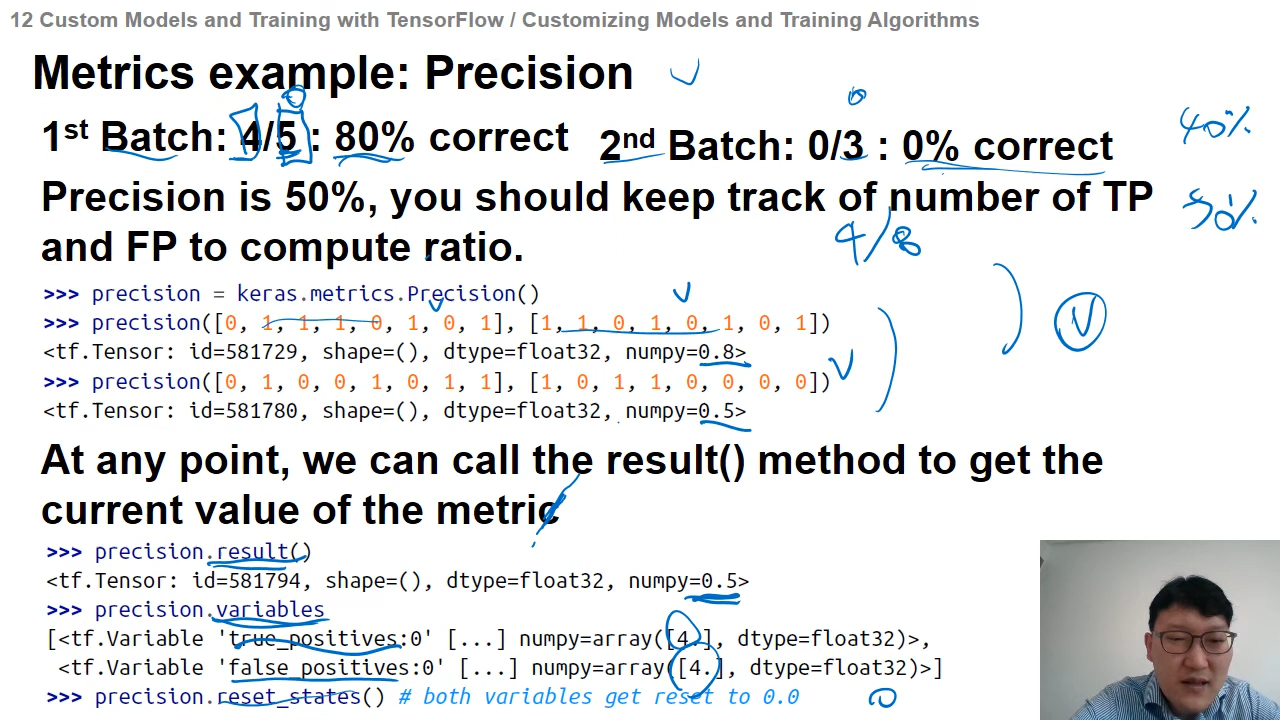 12 Custom Models and Training with TensorFlow / Customizing Models and Training Algorithms
Metrics example: Precision
1st Batch: 4/5 : 80% correct
2nd Batch: 0/3 : 0% correct
40%
Precision is 50%, you should keep track of number of TP
50%
and FP to compute ratio.
4/8
>>> precision = keras.metrics.Precision()
>>> precision([0, 1, 1, 1, 0, 1, 0, 1], [1, 1, 0, 1, 0, 1, 0, 1])
<tf.Tensor: id=581729, shape=(), dtype=float32, numpy=0.8>
>>> precision([0, 1, 0, 0, 1, 0, 1, 1], [1, 0, 1, 1, 0, 0, 0, 0])
<tf.Tensor: id=581780, shape=(), dtype=float32, numpy=0.5>
At any point, we can call the result() method to get the
current value of the metric
>>> precision.result()
<tf.Tensor: id=581794, shape=(), dtype=float32, numpy=0.5>
>>> precision.variables
[<tf.Variable 'true_positives:0' [...] numpy=array([4.], dtype=float32)>,
<tf.Variable 'false_positives:0' [...] numpy=array([4.], dtype=float32)>]
>>> precision.reset_states() # both variables get reset to 0.0